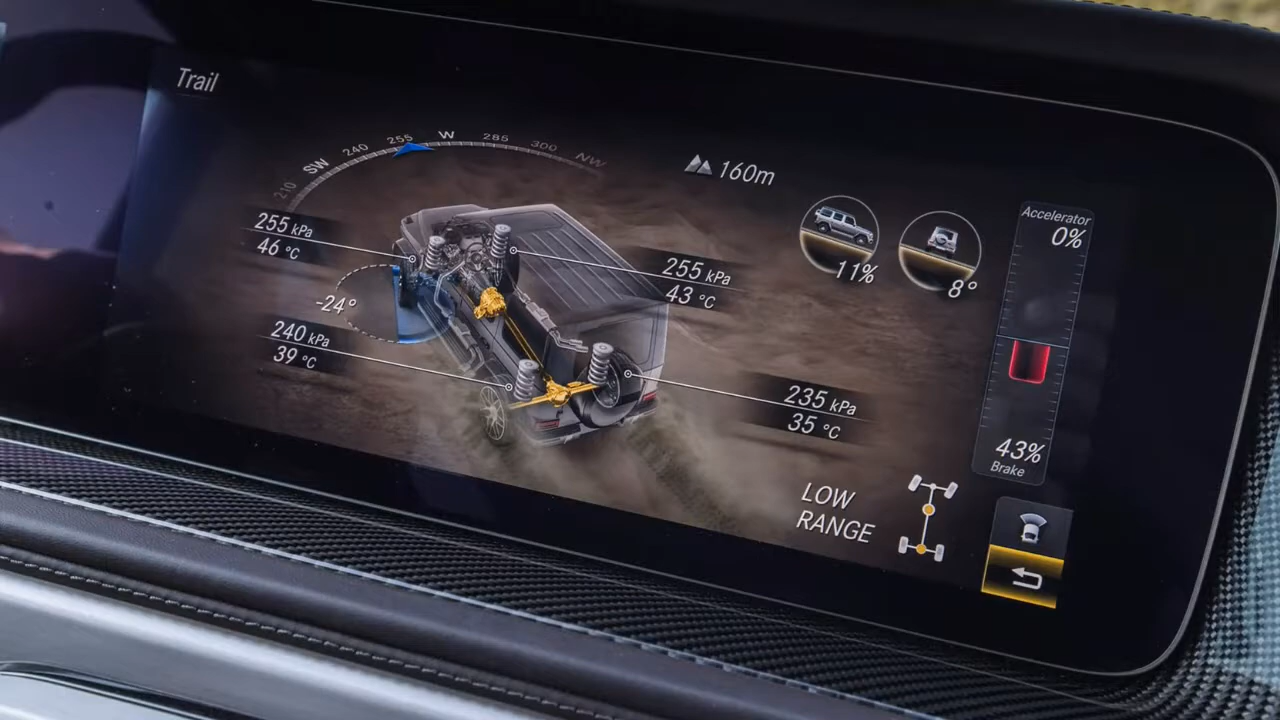 Trail
210
SW
240
255
W
285
300
NW
160m
255 kPa
46 °C
255 kPa
43 °C
-24°
240 kPa
39 °C
235 kPa
35 °C
11%
8°
Accelerator
0%
43%
Brake
LOW
RANGE